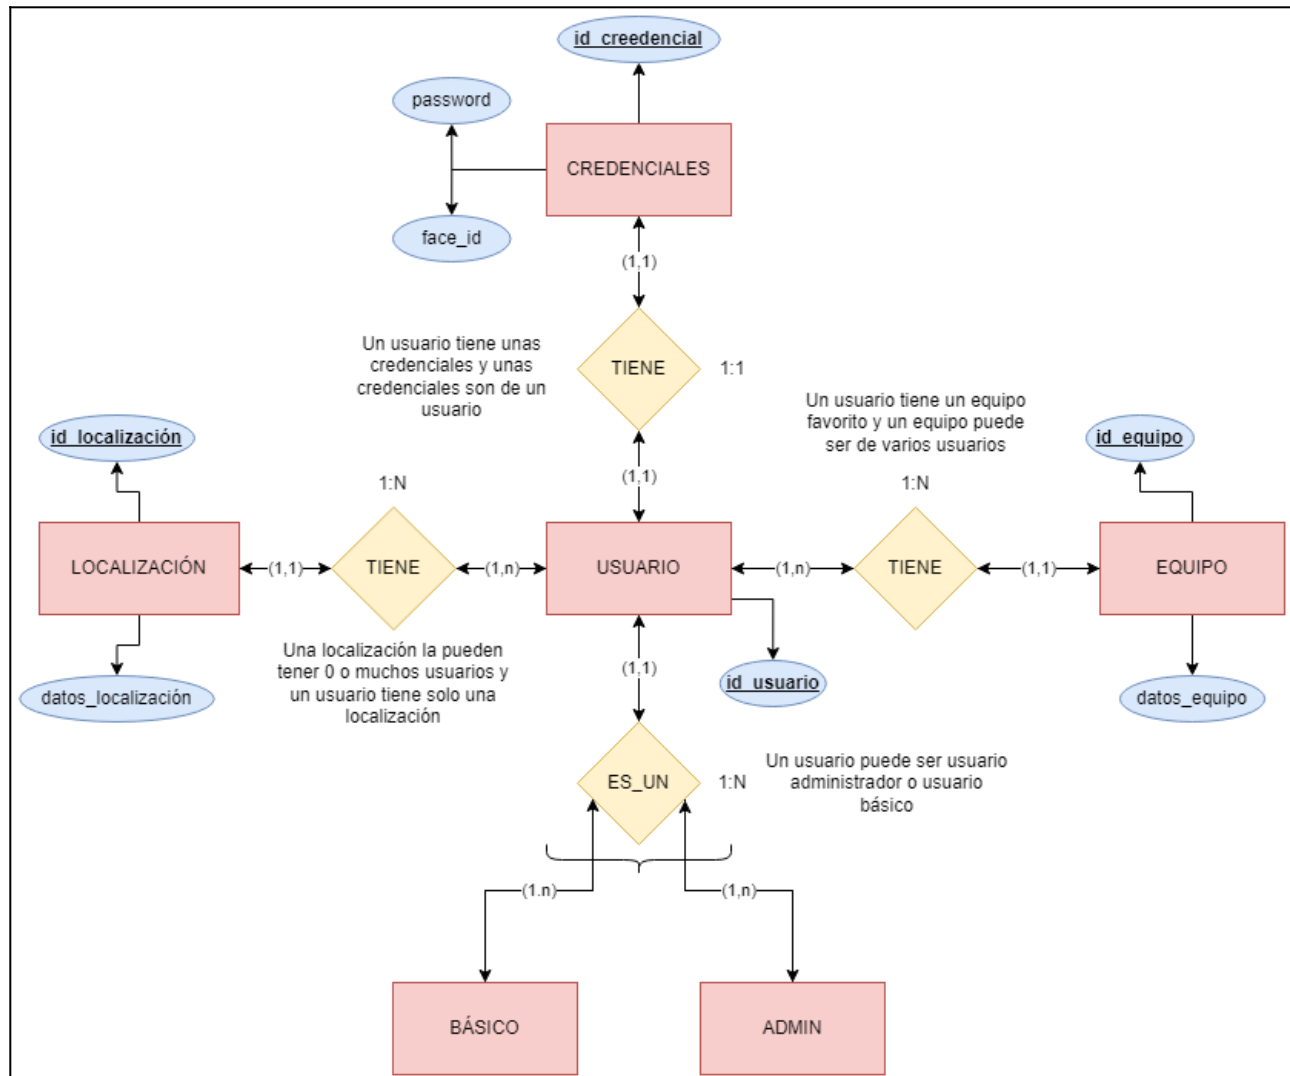 id_creedencial
password
CREDENCIALES
face_id
(1,1)
Un usuario tiene unas
credenciales y unas
credenciales son de un
usuario
TIENE
1:1
Un usuario tiene un equipo
favorito y un equipo puede
ser de varios usuarios
id_localización
id_equipo
(1,1)
1:N
1:N
LOCALIZACIÓN
(1,1)
TIENE
(1,n)
USUARIO
(1,n)
TIENE
(1,1)
EQUIPO
Una localización la pueden
tener 0 o muchos usuarios y
un usuario tiene solo una
localización
(1,1)
id_usuario
datos_localización
datos_equipo
ES_UN
1:N
Un usuario puede ser usuario
administrador o usuario
básico
(1.n)
(1,n)
BÁSICO
ADMIN